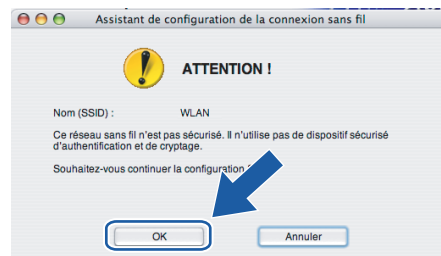 Assistant de configuration de la connexion sans fil
ATTENTION !
Nom (SSID) : WLAN
Ce réseau sans fil n'est pas sécurisé. Il n'utilise pas de dispositif sécurisé
d'authentification et de cryptage.
Souhaitez-vous continuer la configuration
OK Annuler